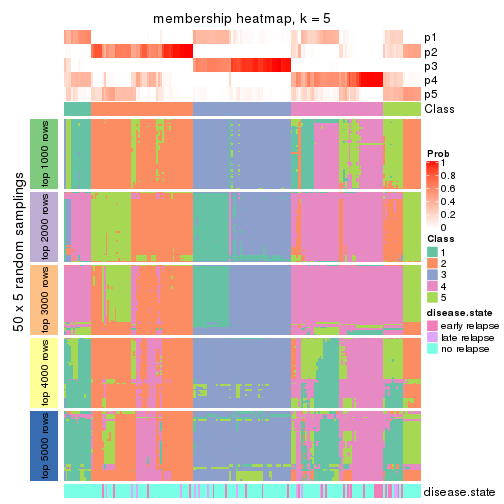 membership heatmap, k = 5
p1
p2
p3
p4
p5
Class
50 x 5 random samplings
top 1000 rows
top 2000 rows
top 3000 rows
top 4000 rows
top 5000 rows
disease.state
Prob
1
0.8
0.6
0.4
0.2
0
Class
1
2
3
4
5
disease.state
early relapse
late relapse
no relapse